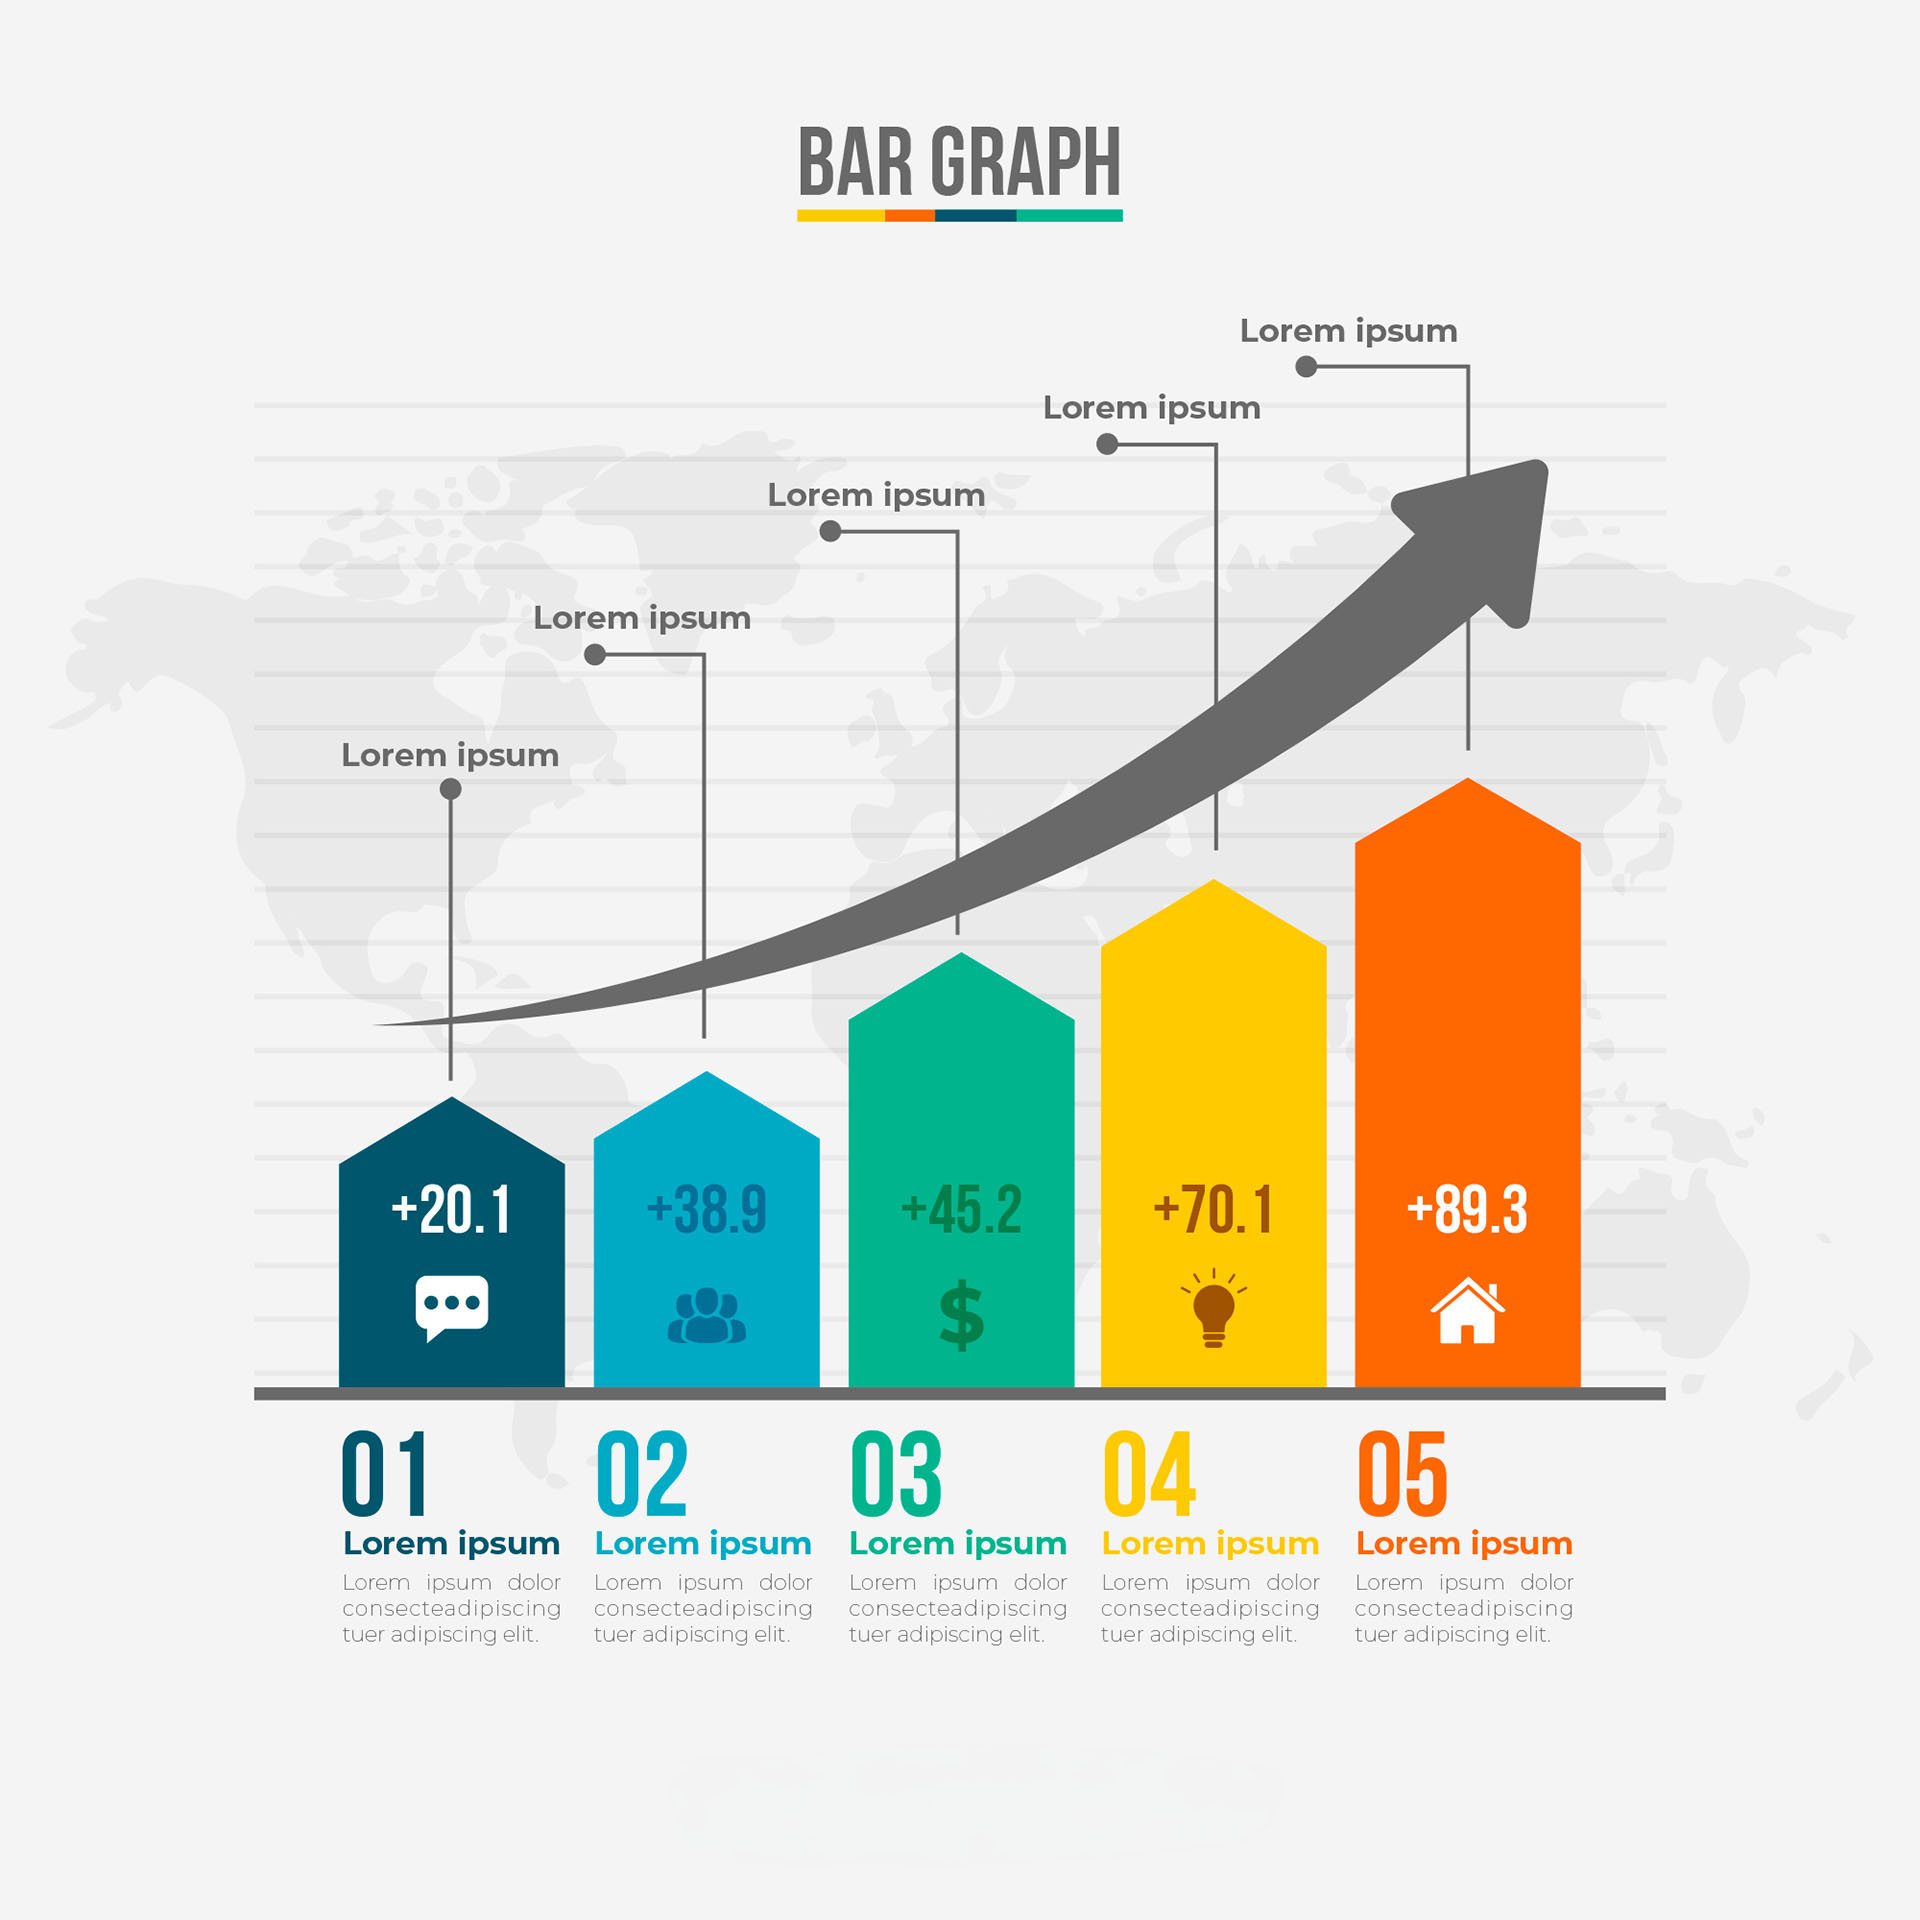 BAR GRAPH
Lorem ipsum
Lorem ipsum
Lorem ipsum
Lorem ipsum
Lorem ipsum
+20.1
+38.9
+45.2
$
+70.1
+89.3
01
Lorem ipsum
Lorem ipsum dolor
consecteadipiscing
tuer adipiscing elit.
02
Lorem ipsum
Lorem ipsum dolor
consecteadipiscing
tuer adipiscing elit.
03
Lorem ipsum
Lorem ipsum dolor
consecteadipiscing
tuer adipiscing elit.
04
Lorem ipsum
Lorem ipsum dolor
consecteadipiscing
tuer adipiscing elit.
05
Lorem ipsum
Lorem ipsum dolor
consecteadipiscing
tuer adipiscing elit.